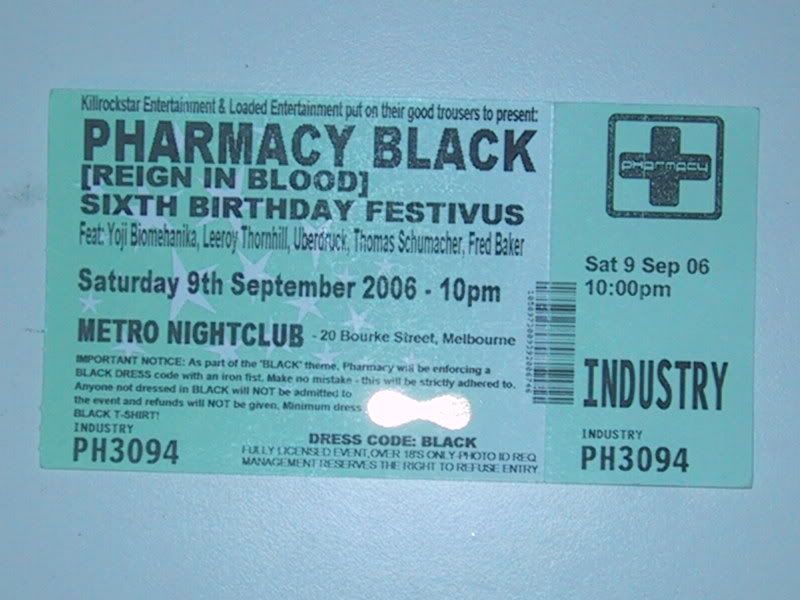 Killrockstar Entertainment & Loaded Entertainment put on their good trousers to present:
PHARMACY BLACK
[REIGN IN BLOOD]
SIXTH BIRTHDAY FESTIVUS
Feat: Yoji Biomehanika, Leeroy Thornhill, Uberdruck, Thomas Schumacher, Fred Baker
Saturday 9th September 2006 - 10pm
METRO NIGHTCLUB - 20 Bourke Street, Melbourne
IMPORTANT NOTICE: As part of the 'BLACK' theme, Pharmacy will be enforcing a
BLACK DRESS code with an iron fist. Make no mistake - this will be strictly adhered to.
Anyone not dressed in BLACK will NOT be admitted to
the event and refunds will NOT be given. Minimum dress
BLACK T-SHIRT!
INDUSTRY
PH3094
DRESS CODE: BLACK
FULLY LICENSED EVENT, OVER 18'S ONLY-PHOTO ID REQ
MANAGEMENT RESERVES THE RIGHT TO REFUSE ENTRY
PHARMACY
Sat 9 Sep 06
10:00pm
INDUSTRY
INDUSTRY
PH3094